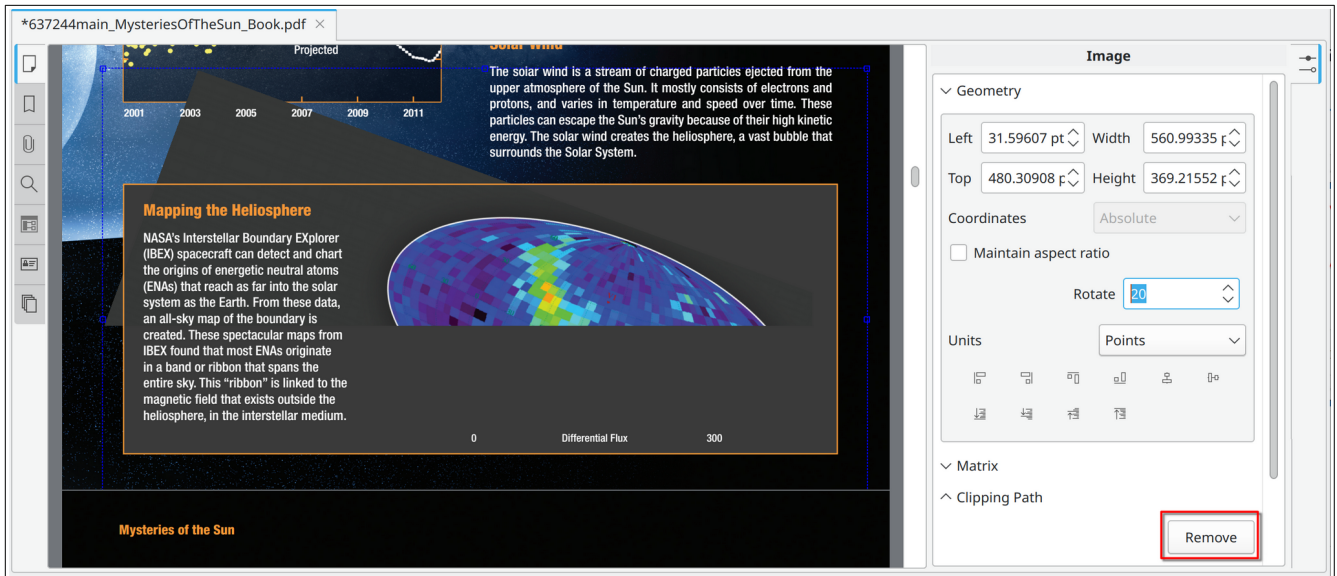 *637244main_MysteriesOfTheSun_Book.pdf
Projected
2001 2003 2005 2007 2009 2011
Solar Wind
The solar wind is a stream of charged particles ejected from the
upper atmosphere of the Sun. It mostly consists of electrons and
protons, and varies in temperature and speed over time. These
particles can escape the Sun's gravity because of their high kinetic
energy. The solar wind creates the heliosphere, a vast bubble that
surrounds the Solar System.
Mapping the Heliosphere
NASA's Interstellar Boundary EXplorer
(IBEX) spacecraft can detect and chart
the origins of energetic neutral atoms
(ENAs) that reach as far into the solar
system as the Earth. From these data,
an all-sky map of the boundary is
created. These spectacular maps from
IBEX found that most ENAs originate
in a band or ribbon that spans the
entire sky. This “ribbon” is linked to the
magnetic field that exists outside the
heliosphere, in the interstellar medium.
0 Differential Flux 300
Mysteries of the Sun
Image
Geometry
Left 31.59607 pt Width 560.99335 p
Top 480.30908 p Height 369.21552 p
Coordinates Absolute
Maintain aspect ratio
Rotate 20
Units Points
Matrix
Clipping Path
Remove